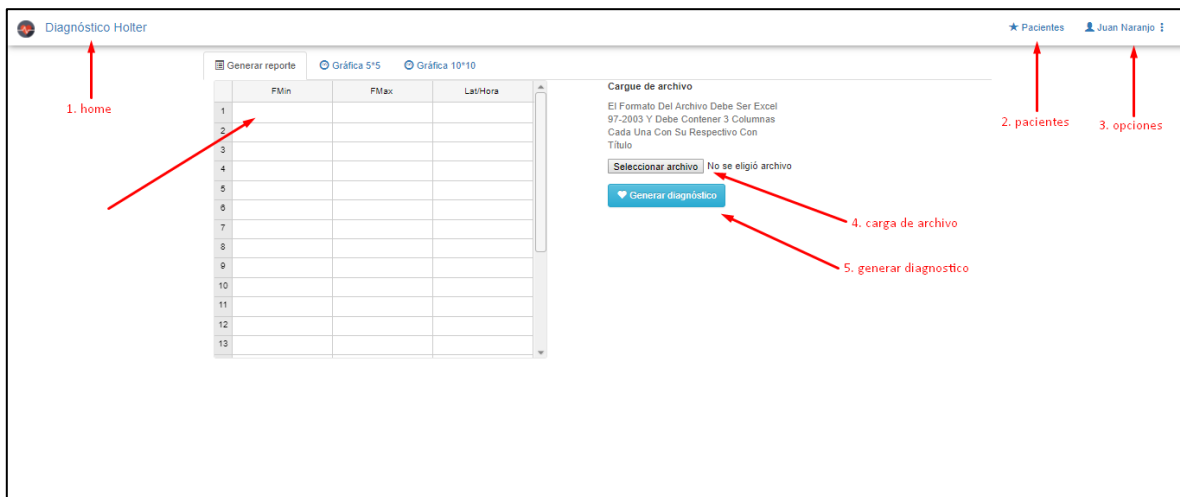 Diagnóstico Holter
Pacientes
Juan Naranjo
Generar reporte
Gráfica 5*5
Gráfica 10*10
1. home
2. pacientes
3. opciones
FMin FMax Lat/Hora
1
2
3
4
5
6
7
8
9
10
11
12
13
Cargue de archivo
El Formato Del Archivo Debe Ser Excel
97-2003 Y Debe Contener 3 Columnas
Cada Una Con Su Respectivo Con
Título
Seleccionar archivo No se eligió archivo
Generar diagnóstico
4. carga de archivo
5. generar diagnostico